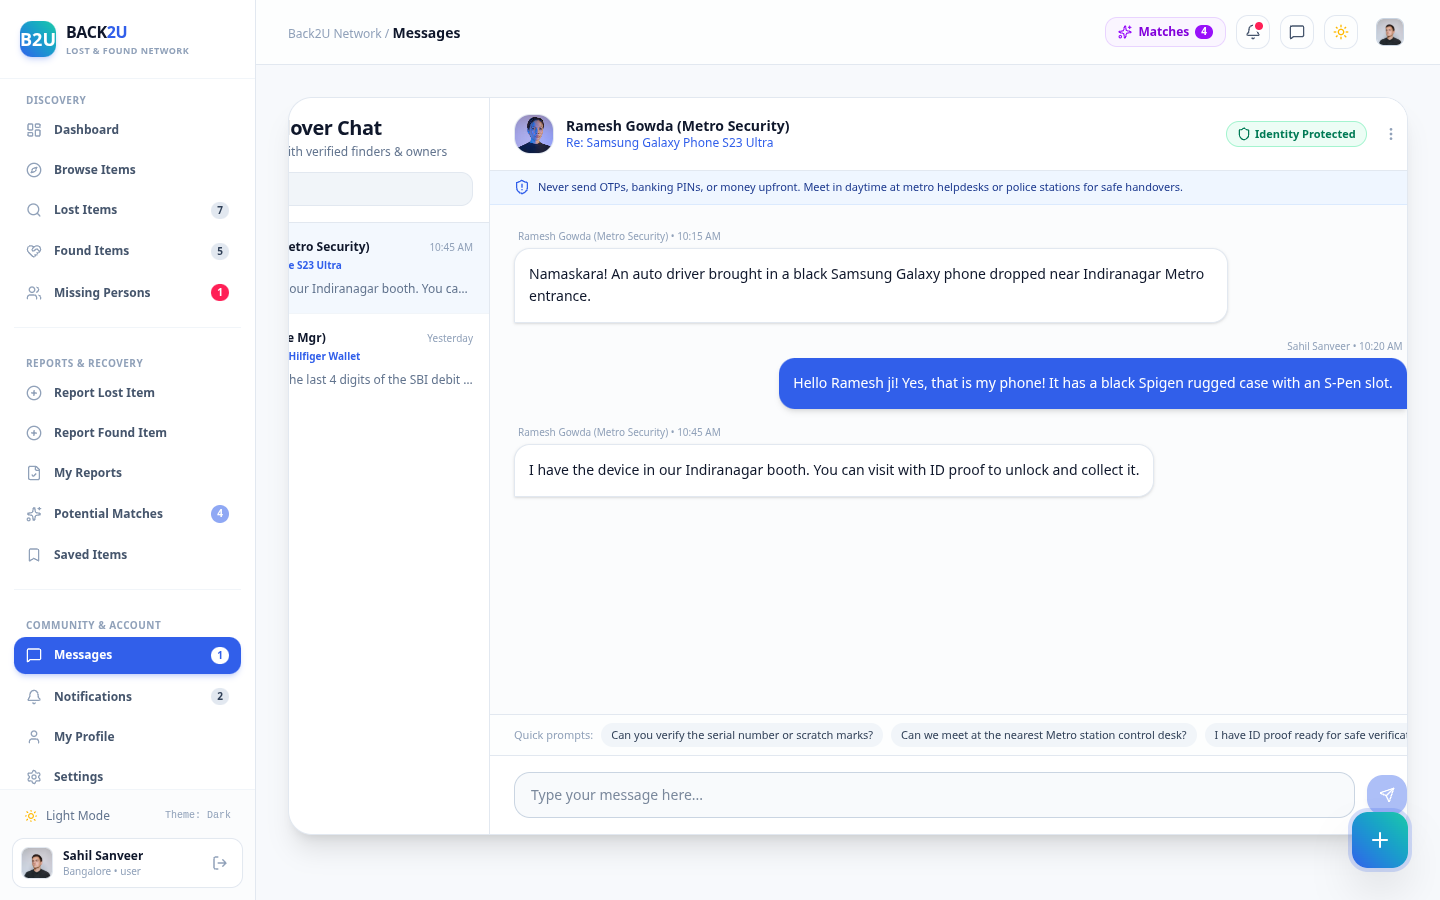 B2U
BACK2U
LOST & FOUND NETWORK
DISCOVERY
Dashboard
Browse Items
Lost Items 7
Found Items 5
Missing Persons 1
REPORTS & RECOVERY
Report Lost Item
Report Found Item
My Reports
Potential Matches 4
Saved Items
COMMUNITY & ACCOUNT
Messages 1
Notifications 2
My Profile
Settings
Light Mode Theme: Dark
Sahil Sanveer
Bangalore • user
Back2U Network / Messages
Matches 4
over Chat
ith verified finders & owners
etro Security) 10:45 AM
e S23 Ultra
our Indiranagar booth. You ca...
e Mgr) Yesterday
Hilfiger Wallet
he last 4 digits of the SBI debit ...
Ramesh Gowda (Metro Security)
Re: Samsung Galaxy Phone S23 Ultra
Identity Protected
Never send OTPs, banking PINs, or money upfront. Meet in daytime at metro helpdesks or police stations for safe handovers.
Ramesh Gowda (Metro Security) • 10:15 AM
Namaskara! An auto driver brought in a black Samsung Galaxy phone dropped near Indiranagar Metro
entrance.
Sahil Sanveer • 10:20 AM
Hello Ramesh ji! Yes, that is my phone! It has a black Spigen rugged case with an S-Pen slot.
Ramesh Gowda (Metro Security) • 10:45 AM
I have the device in our Indiranagar booth. You can visit with ID proof to unlock and collect it.
Quick prompts: Can you verify the serial number or scratch marks? Can we meet at the nearest Metro station control desk? I have ID proof ready for safe verificat
Type your message here...